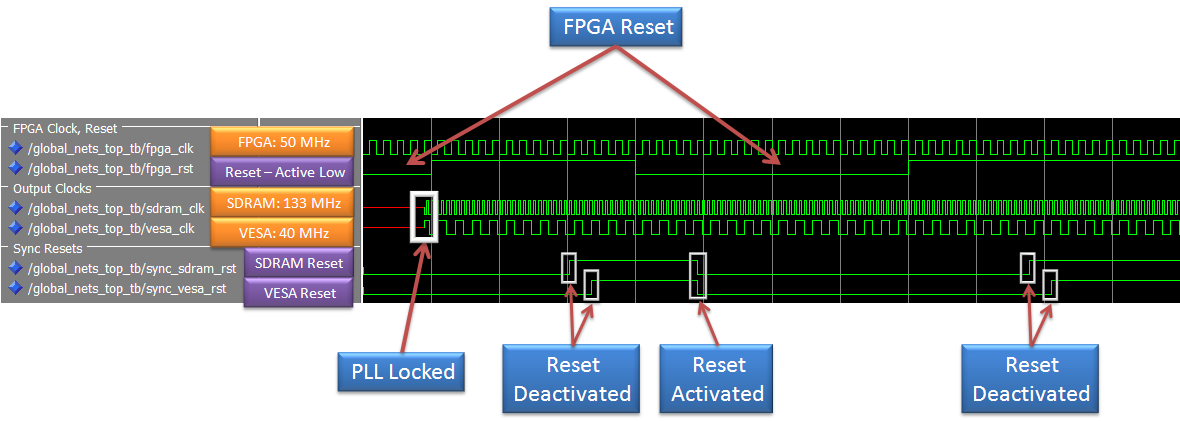 FPGA Reset
FPGA Clock, Reset
/global_nets_top_tb/fpga_clk
FPGA: 50 MHz
/global_nets_top_tb/fpga_rst
Reset – Active Low
Output Clocks
/global_nets_top_tb/sdram_clk
SDRAM: 133 MHz
/global_nets_top_tb/vesa_clk
VESA: 40 MHz
Sync Resets
/global_nets_top_tb/sync_sdram_rst
SDRAM Reset
/global_nets_top_tb/sync_vesa_rst
VESA Reset
PLL Locked
Reset
Deactivated
Reset
Activated
Reset
Deactivated